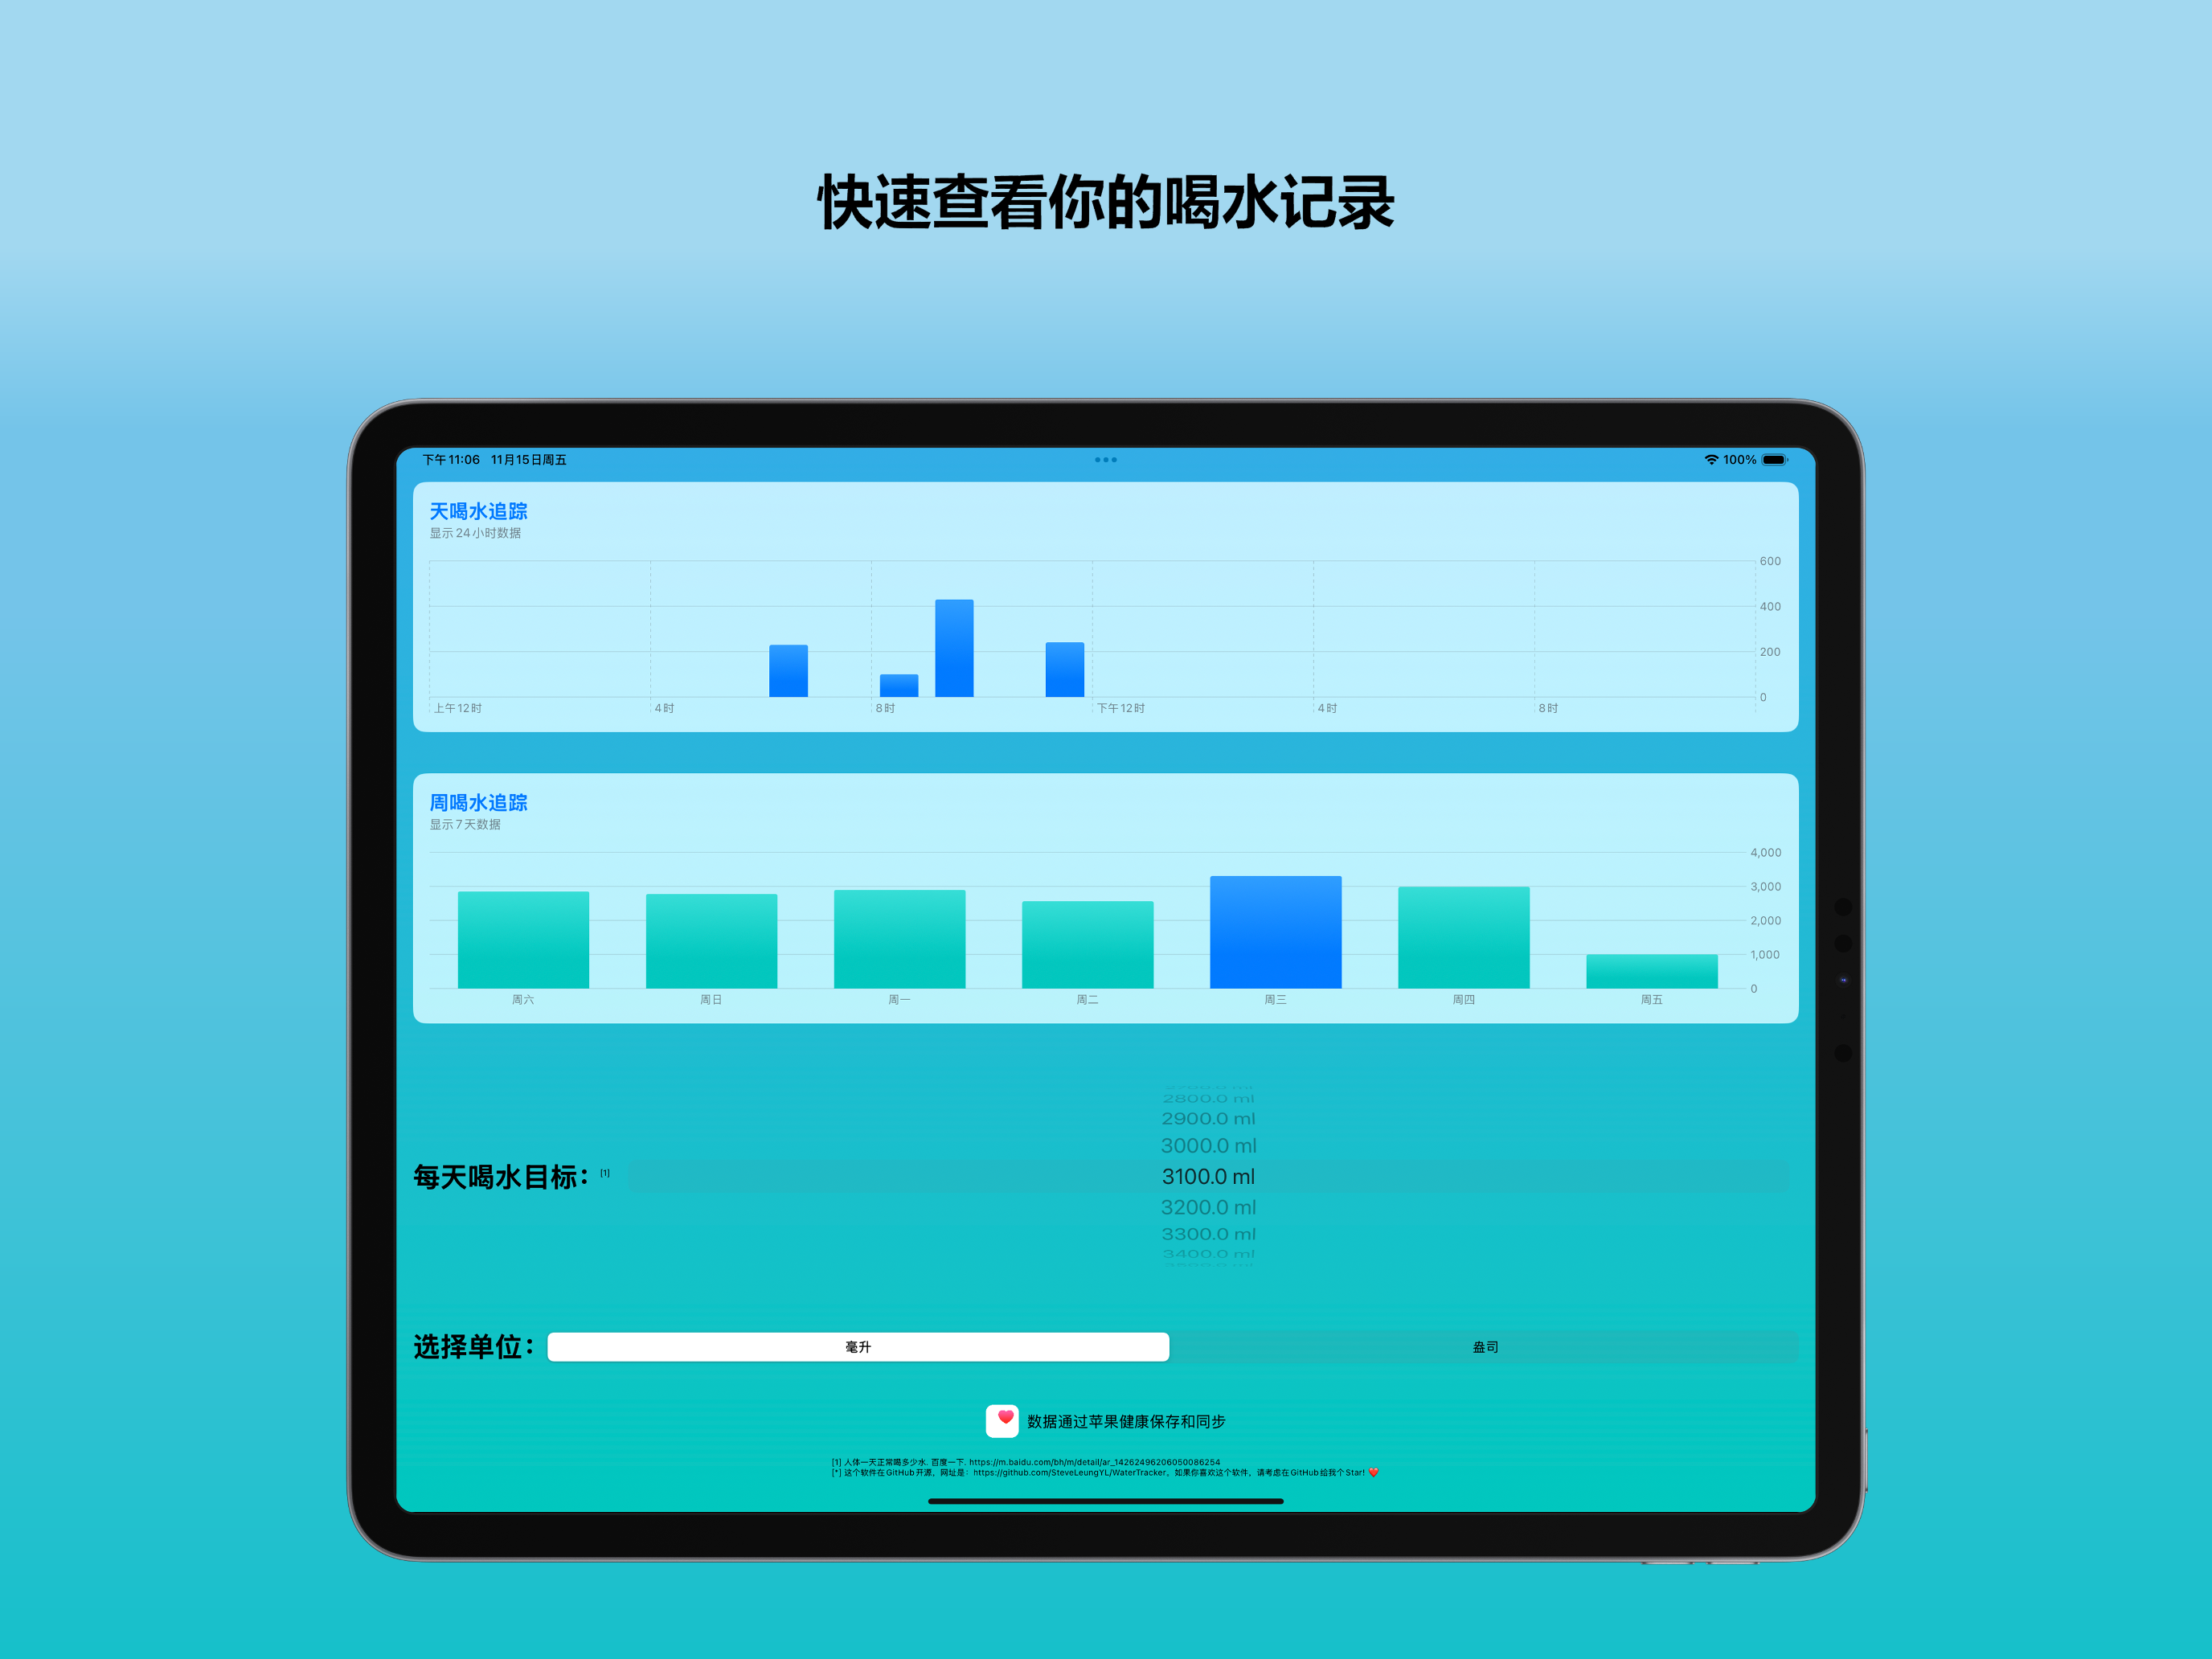 快速查看你的喝水记录
下午11:06 11月15日周五
100%
天喝水追踪
显示24小时数据
600
400
200
0
上午12时 4时 8时 下午12时 4时 8时
周喝水追踪
显示7天数据
4,000
3,000
2,000
1,000
0
周六 周日 周一 周二 周三 周四 周五
2800.0 ml
2900.0 ml
3000.0 ml
每天喝水目标：[1] 3100.0 ml
3200.0 ml
3300.0 ml
3400.0 ml
选择单位： 毫升 盎司
数据通过苹果健康保存和同步
[1] 人体一天正常喝多少水. 百度一下. https://m.baidu.com/bh/m/detail/ar_14262496206050086254
[*] 这个软件在GitHub开源，网址是：https://github.com/SteveLeungYL/WaterTracker，如果你喜欢这个软件，请考虑在GitHub给我个Star! ❤️